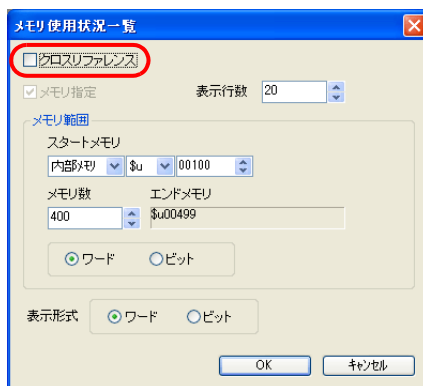 メモリ使用状況一覧
クロスリファレンス
メモリ指定 表示行数 20
メモリ範囲
スタートメモリ
内部メモリ $u 00100
メモリ数 エンドメモリ
400 $u00499
ワード ビット
表示形式 ワード ビット
OK キャンセル